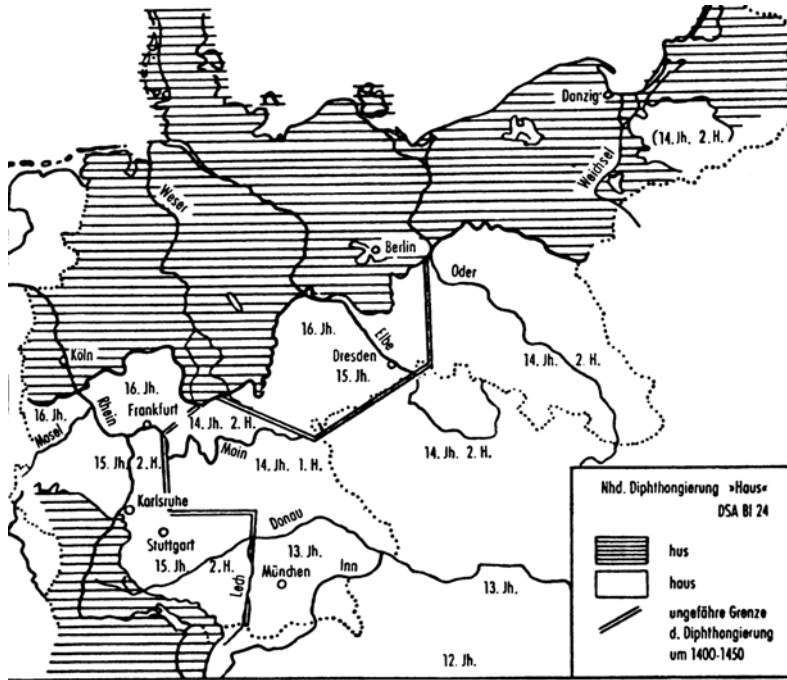 Danzig
(14. Jh. 2. H.)
Weichsel
Weser
Berlin
Oder
16. Jh.
Elbe
Köln
Dresden
15. Jh.
14. Jh. 2. H.
16. Jh.
Rhein
Frankfurt
16. Jh.
Mosel
14. Jh. 2. H.
Main
14. Jh. 1. H.
14. Jh. 2. H.
15. Jh. 2. H.
Karlsruhe
Donau
Stuttgart
15. Jh. 2. H.
Lech
13. Jh.
München
Inn
13. Jh.
12. Jh.
Nhd. Diphthongierung »Haus«
DSA Bl 24
hus
haus
ungefähre Grenze
d. Diphthongierung
um 1400-1450